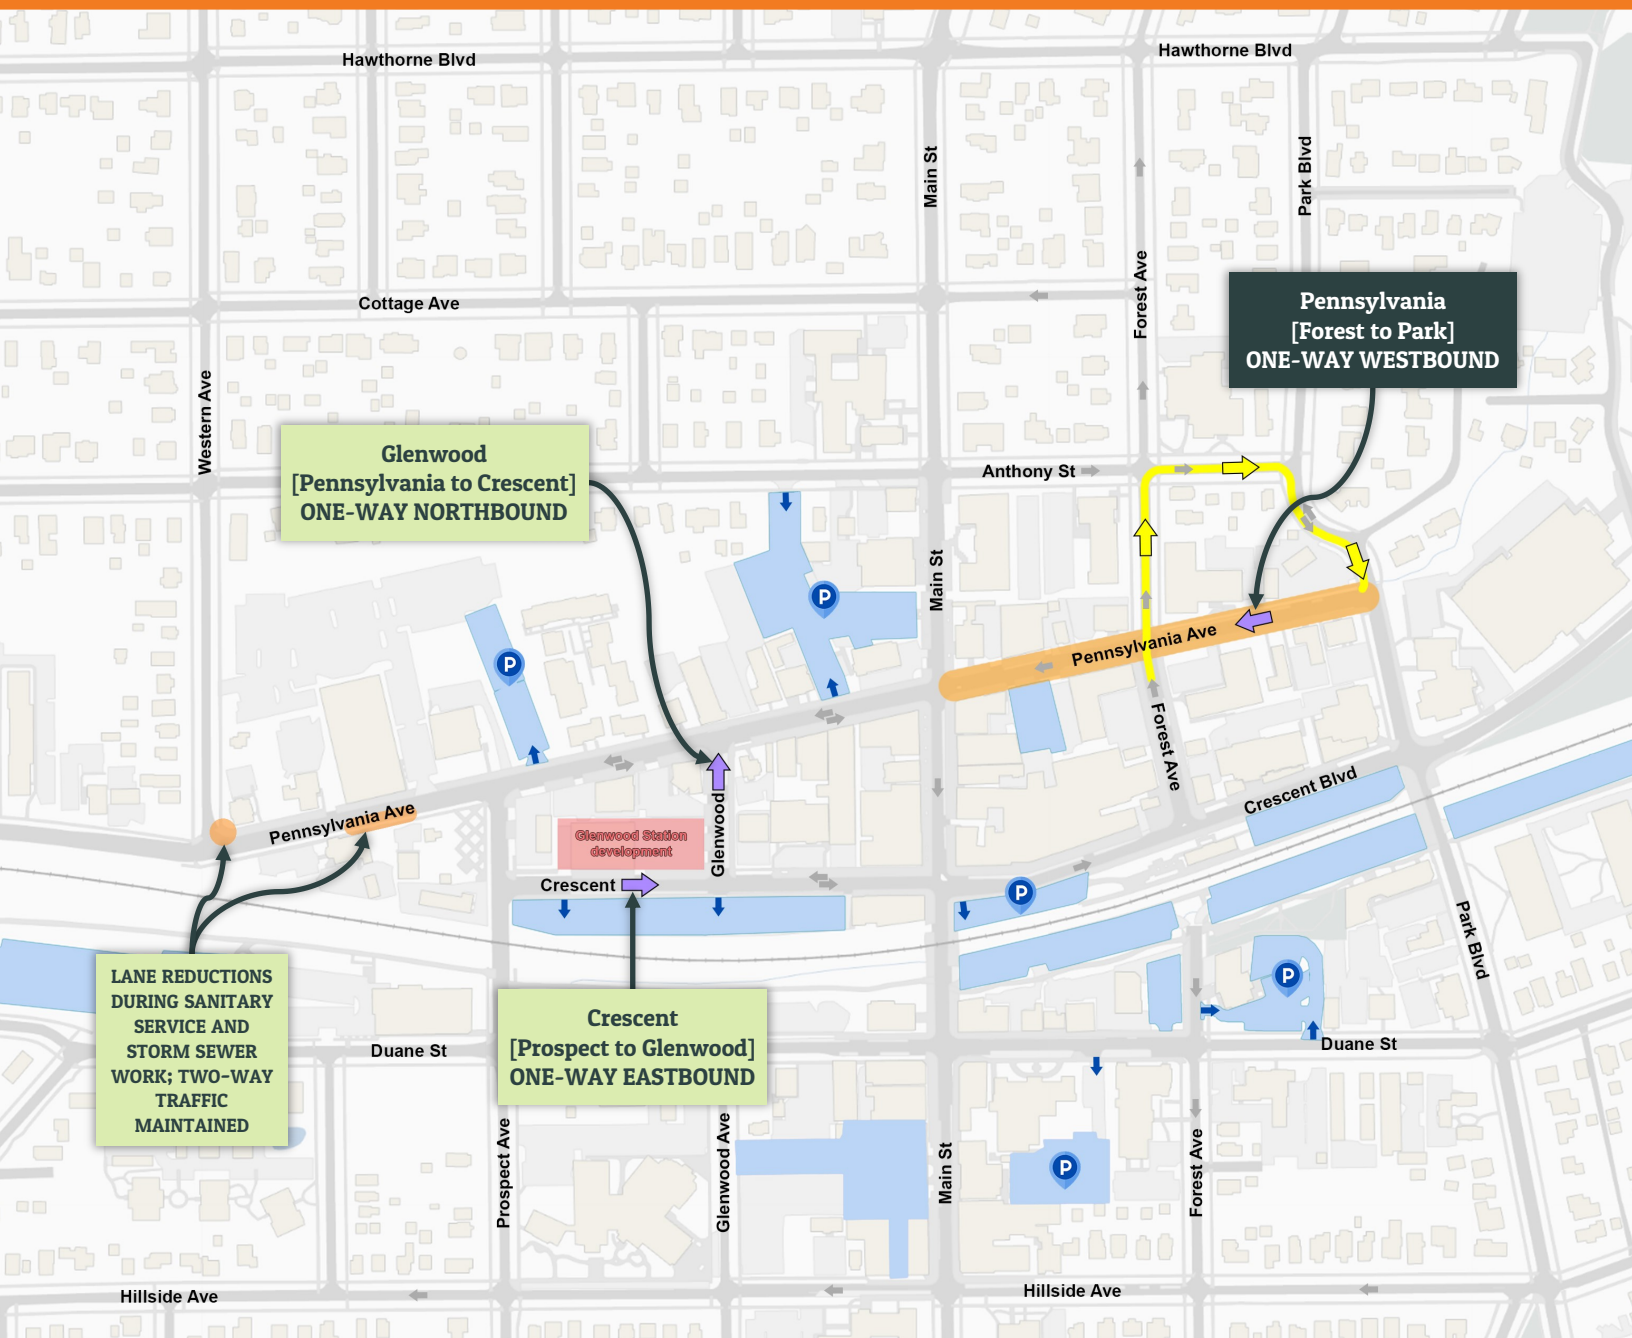 Hawthorne Blvd
Hawthorne Blvd
Main St
Park Blvd
Forest Ave
Cottage Ave
Pennsylvania
[Forest to Park]
ONE-WAY WESTBOUND
Western Ave
Glenwood
[Pennsylvania to Crescent]
ONE-WAY NORTHBOUND
Anthony St
Main St
P
P
Pennsylvania Ave
Forest Ave
Crescent Blvd
Pennsylvania Ave
Glenwood Station
development
Glenwood
Crescent
P
Park Blvd
P
LANE REDUCTIONS
DURING SANITARY
SERVICE AND
STORM SEWER
WORK; TWO-WAY
TRAFFIC
MAINTAINED
Crescent
[Prospect to Glenwood]
ONE-WAY EASTBOUND
Duane St
Duane St
Prospect Ave
Glenwood Ave
Main St
P
Forest Ave
Hillside Ave
Hillside Ave